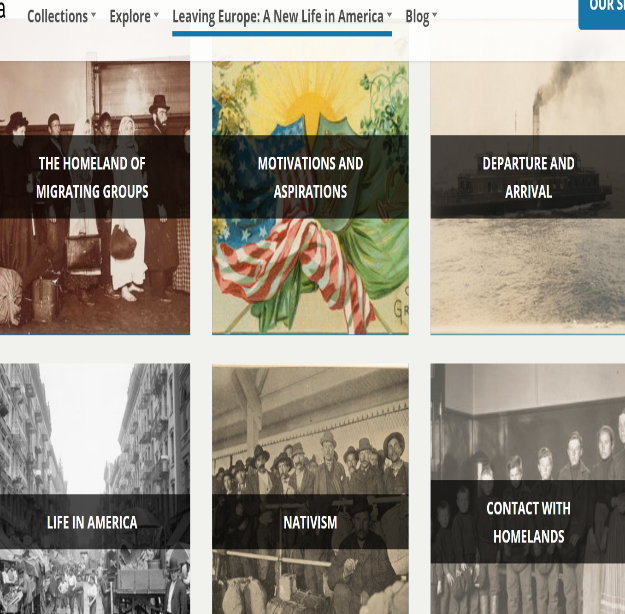 a Collections Explore Leaving Europe: A New Life in America Blog OUR
THE HOMELAND OF
MIGRATING GROUPS
MOTIVATIONS AND
ASPIRATIONS
DEPARTURE AND
ARRIVAL
LIFE IN AMERICA
NATIVISM
CONTACT WITH
HOMELANDS